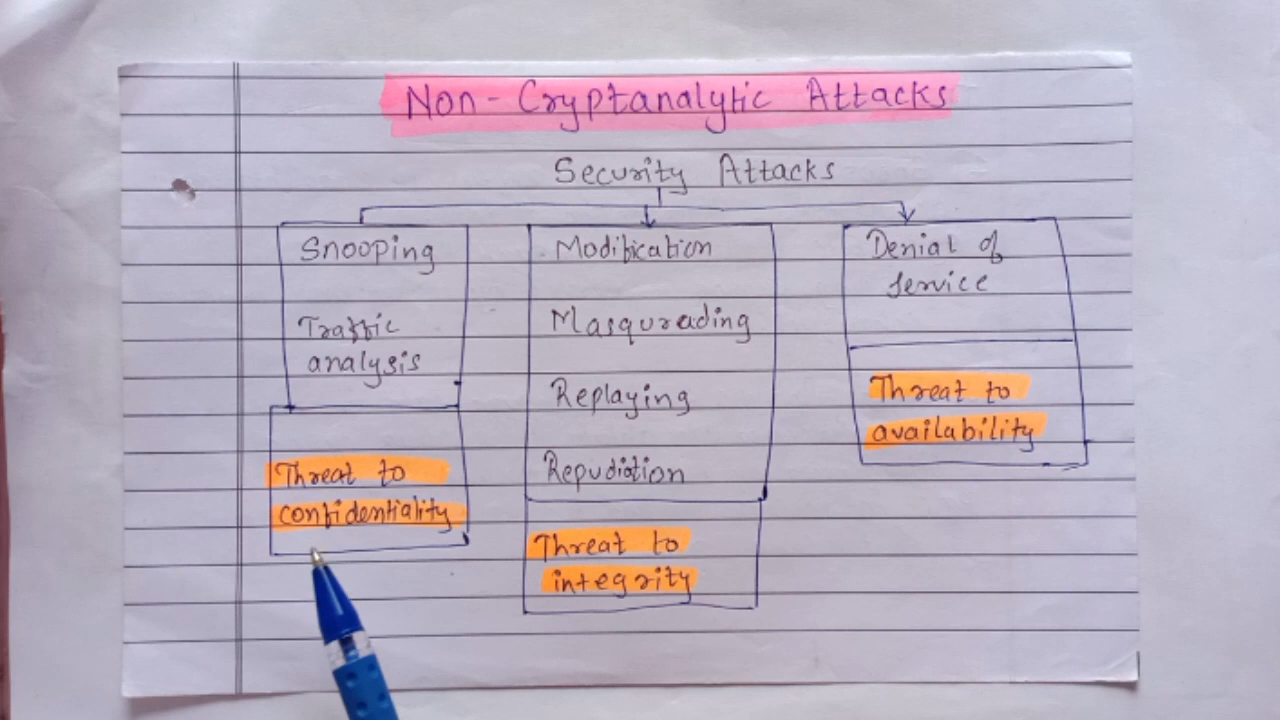 Non-Cryptanalytic Attacks
Security Attacks
Snooping
Traffic
analysis
Threat to
confidentiality
Modification
Masqurading
Replaying
Repudiation
Threat to
integrity
Denial of
service
Threat to
availability